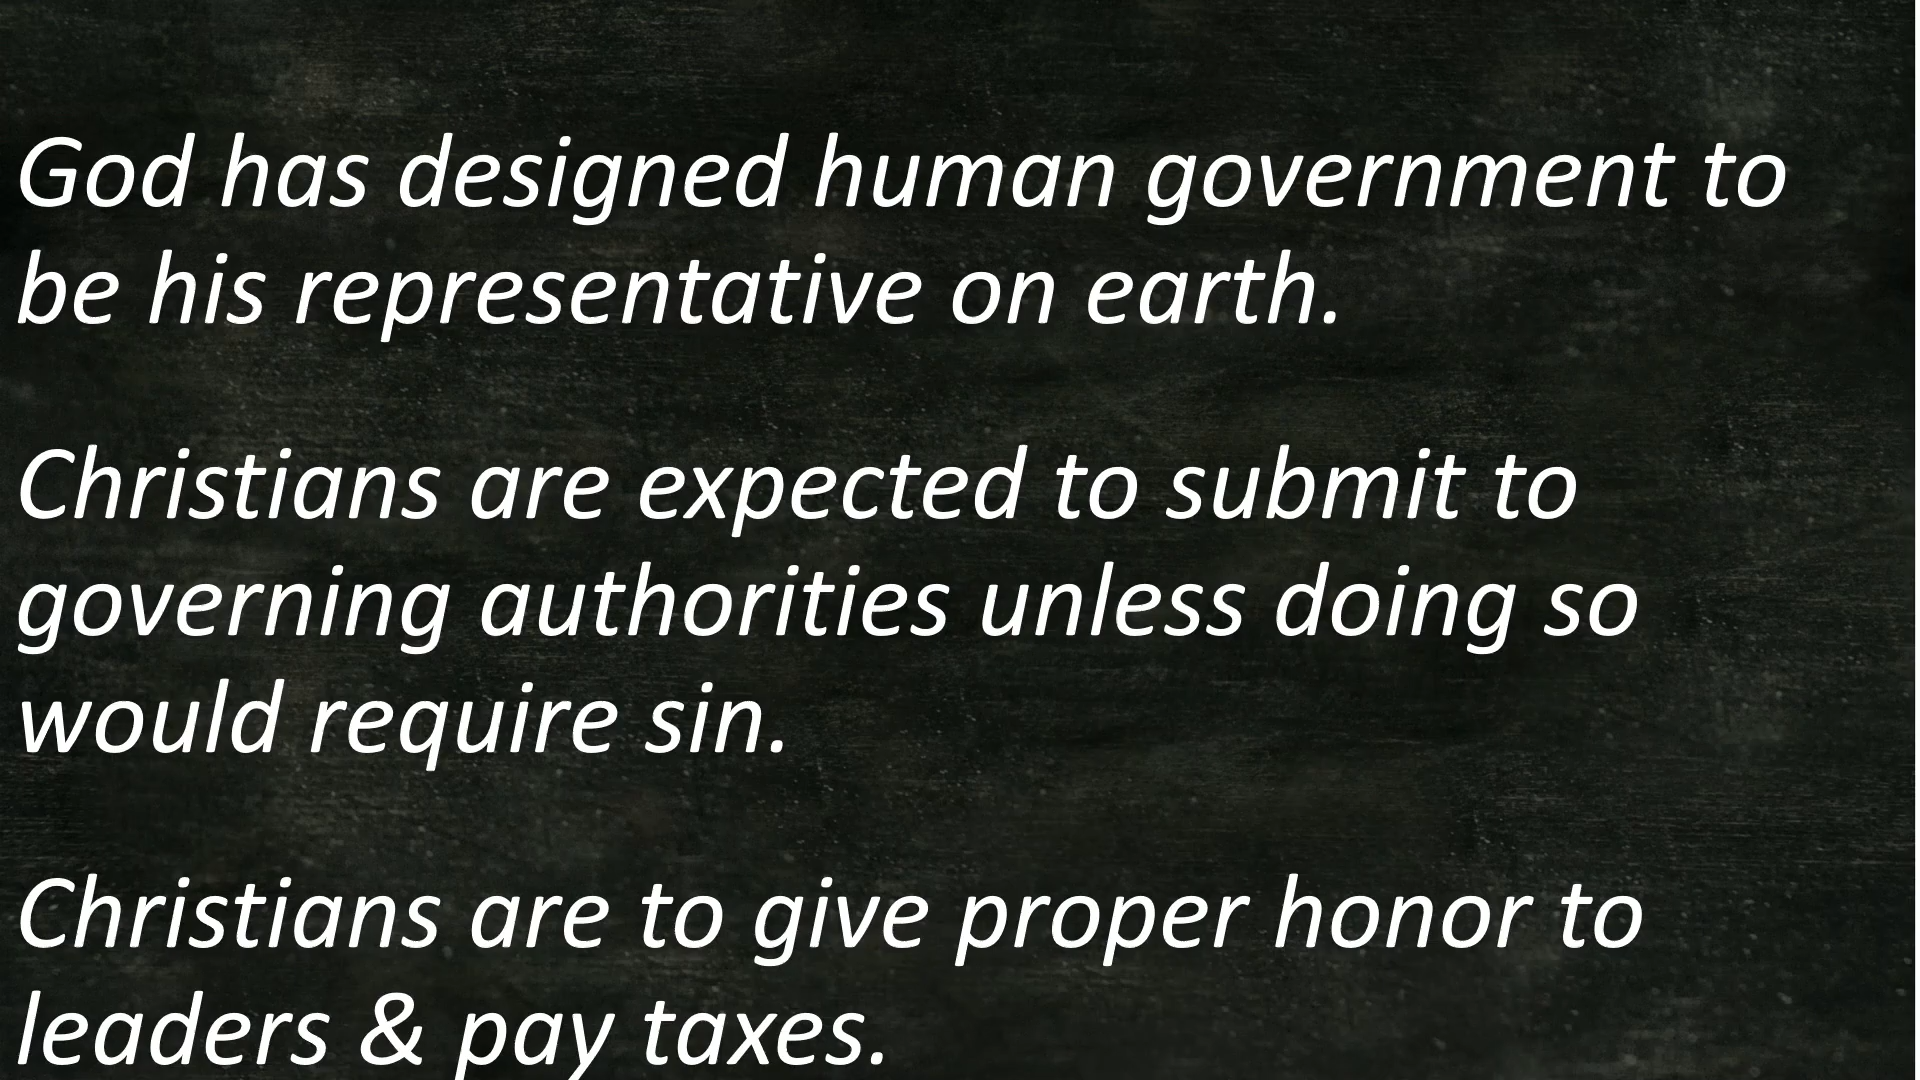 God has designed human government to
be his representative on earth.
Christians are expected to submit to
governing authorities unless doing so
would require sin.
Christians are to give proper honor to
leaders & pay taxes.